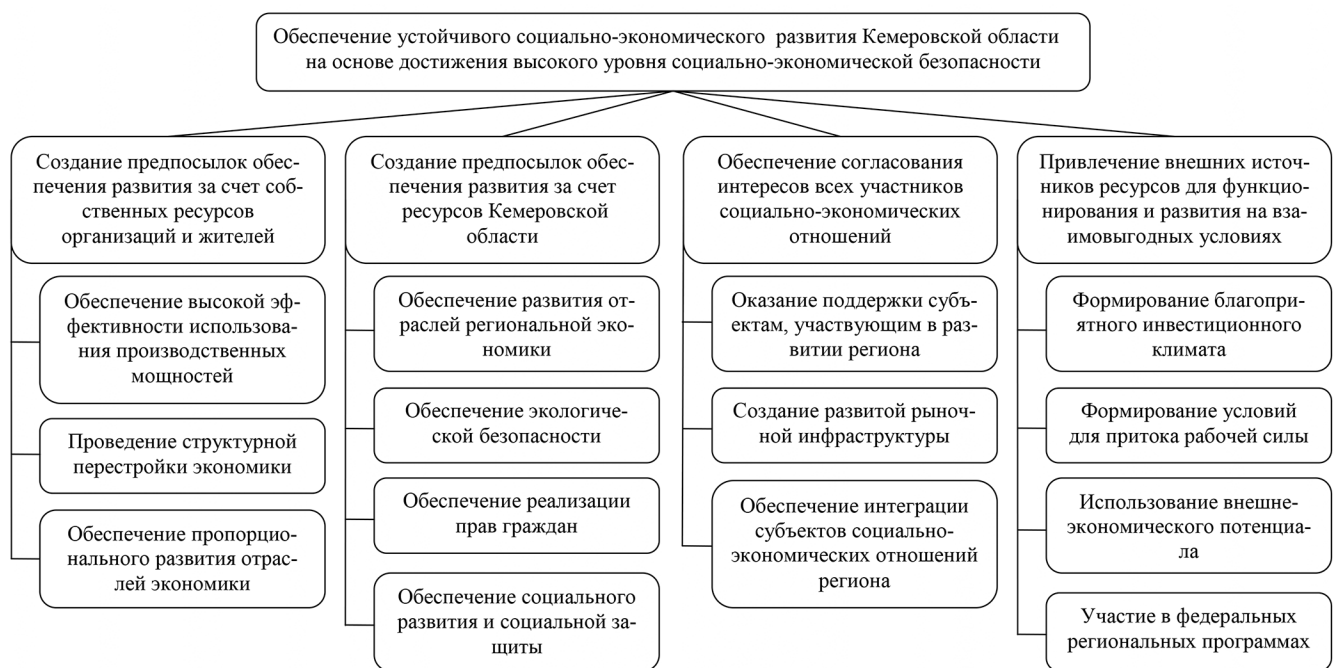 Обеспечение устойчивого социально-экономического развития Кемеровской области
на основе достижения высокого уровня социально-экономической безопасности
Создание предпосылок обес-
печения развития за счет соб-
ственных ресурсов
организаций и жителей
Обеспечение высокой эф-
фективности использова-
ния производственных
мощностей
Проведение структурной
перестройки экономики
Обеспечение пропорцио-
нального развития отрас-
лей экономики
Создание предпосылок обес-
печения развития за счет
ресурсов Кемеровской
области
Обеспечение развития от-
раслей региональной эко-
номики
Обеспечение экологиче-
ской безопасности
Обеспечение реализации
прав граждан
Обеспечение социального
развития и социальной за-
щиты
Обеспечение согласования
интересов всех участников
социально-экономических
отношений
Оказание поддержки субъ-
ектам, участвующим в раз-
витии региона
Создание развитой рыноч-
ной инфраструктуры
Обеспечение интеграции
субъектов социально-
экономических отношений
региона
Привлечение внешних источ-
ников ресурсов для функцио-
нирования и развития на вза-
имовыгодных условиях
Формирование благопри-
ятного инвестиционного
климата
Формирование условий
для притока рабочей силы
Использование внешне-
экономического потенциа-
ла
Участие в федеральных
региональных программах